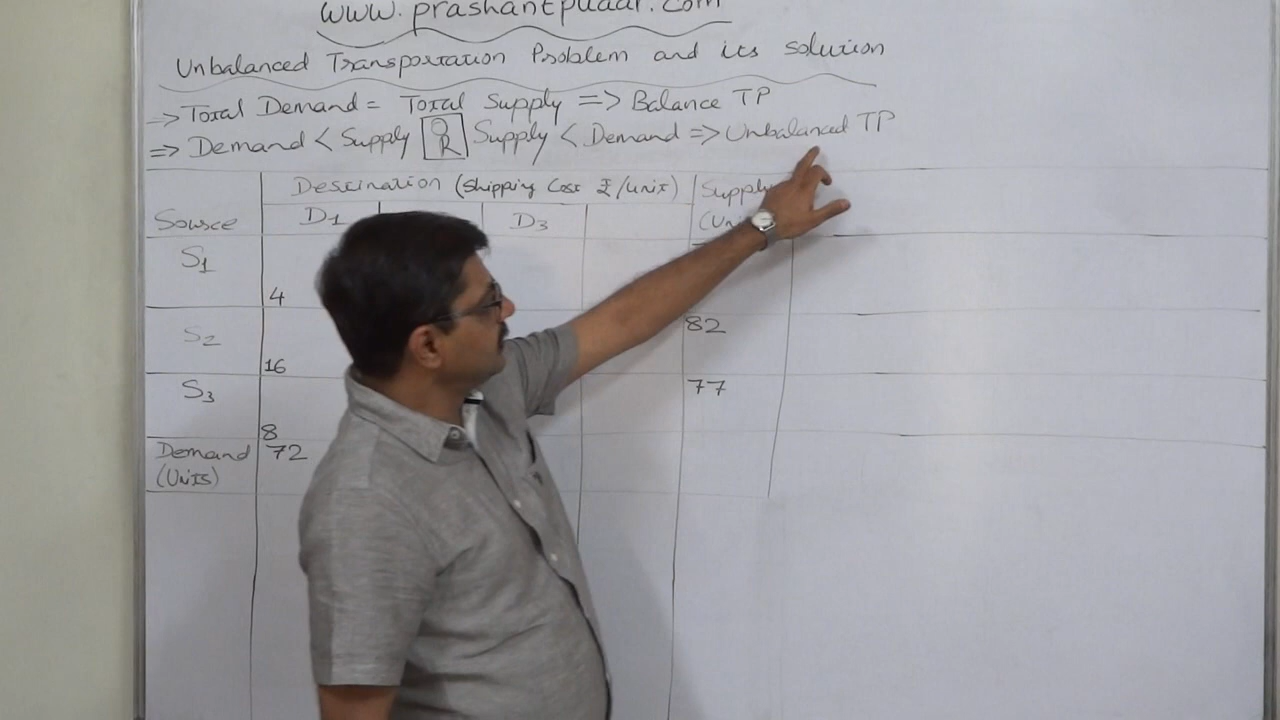 www.prashantpuaar.com
Unbalanced Transportation Problem and its solution
-> Total Demand = Total Supply => Balance TP
=> Demand < Supply OR Supply < Demand => Unbalanced TP
Source Destination (Shipping Cost ₹/unit) Supply
D1 D3
S1
4
S2 82
16
S3 77
8
Demand 72
(Units)